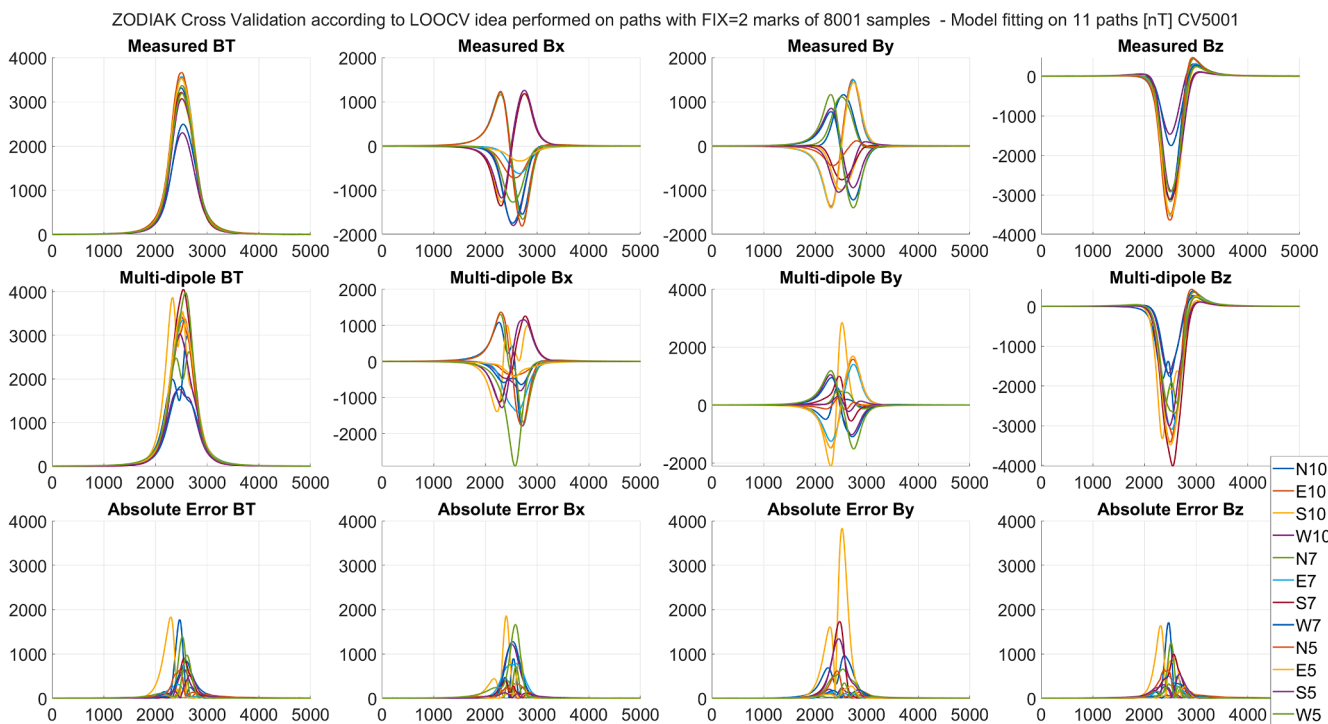 ZODIAK Cross Validation according to LOOCV idea performed on paths with FIX=2 marks of 8001 samples - Model fitting on 11 paths [nT] CV5001
Measured BT
Measured Bx
Measured By
Measured Bz
4000
3000
2000
1000
0
0 1000 2000 3000 4000 5000
2000
1000
0
-1000
-2000
0 1000 2000 3000 4000 5000
2000
1000
0
-1000
-2000
0 1000 2000 3000 4000 5000
0
-1000
-2000
-3000
-4000
0 1000 2000 3000 4000 5000
Multi-dipole BT
Multi-dipole Bx
Multi-dipole By
Multi-dipole Bz
4000
3000
2000
1000
0
0 1000 2000 3000 4000 5000
2000
1000
0
-1000
-2000
0 1000 2000 3000 4000 5000
4000
2000
0
-2000
0 1000 2000 3000 4000 5000
0
-1000
-2000
-3000
-4000
0 1000 2000 3000 4000 5000
Absolute Error BT
Absolute Error Bx
Absolute Error By
Absolute Error Bz
4000
3000
2000
1000
0
0 1000 2000 3000 4000 5000
4000
3000
2000
1000
0
0 1000 2000 3000 4000 5000
4000
3000
2000
1000
0
0 1000 2000 3000 4000 5000
4000
3000
2000
1000
0
0 1000 2000 3000 4000 5000
N10
E10
S10
W10
N7
E7
S7
W7
N5
E5
S5
W5